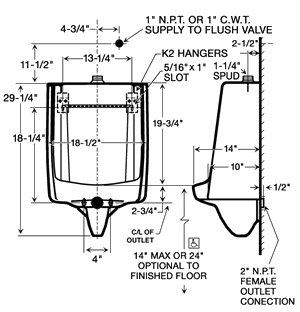 4-3/4"
1" N.P.T. OR 1" C.W.T.
SUPPLY TO FLUSH VALVE
2-1/2"
K2 HANGERS
11-1/2"
13-1/4"
5/16" x 1"
SLOT
1-1/4"
SPUD
29-1/4"
18-1/4"
19-3/4"
18-1/2"
14"
10"
1/2"
2-3/4"
C/L OF
OUTLET
4"
14" MAX OR 24"
OPTIONAL TO
FINISHED FLOOR
2" N.P.T.
FEMALE
OUTLET
CONECTION